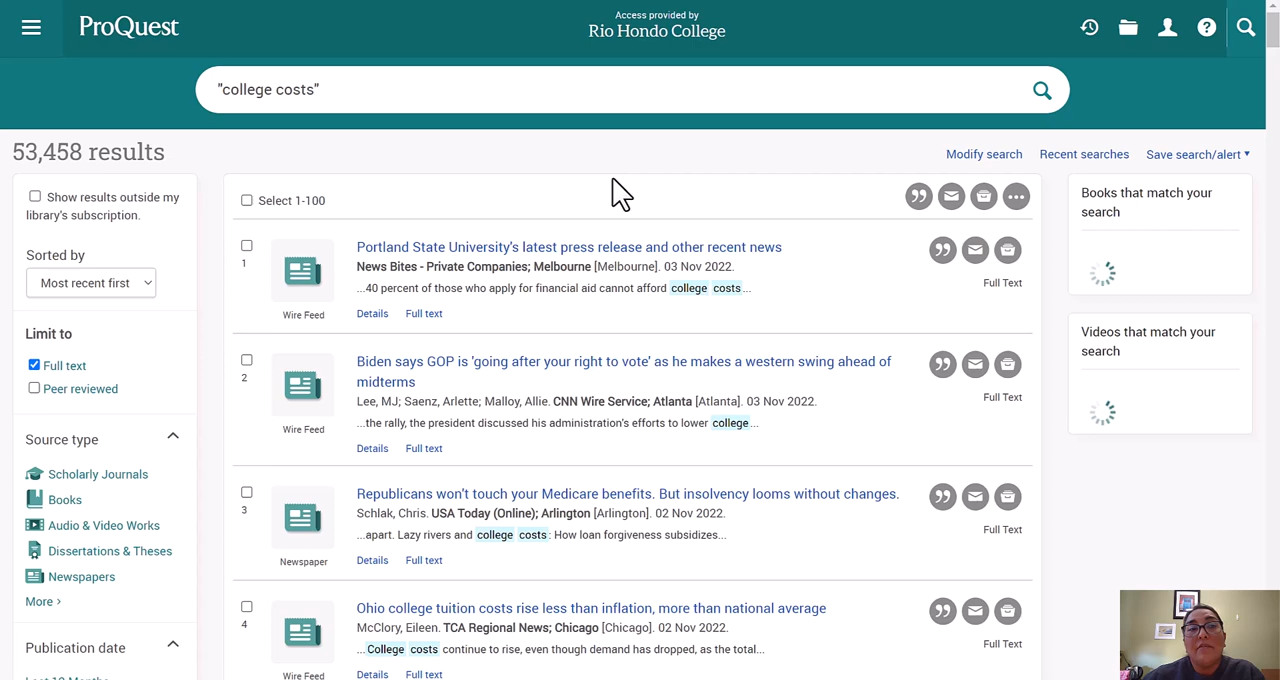 ProQuest
Access provided by
Rio Hondo College
"college costs"
53,458 results
Modify search
Recent searches
Save search/alert
Show results outside my
library's subscription.
Sorted by
Most recent first
Limit to
Full text
Peer reviewed
Source type
Scholarly Journals
Books
Audio & Video Works
Dissertations & Theses
Newspapers
More ›
Publication date
Select 1-100
1
Portland State University's latest press release and other recent news
News Bites - Private Companies; Melbourne [Melbourne]. 03 Nov 2022.
...40 percent of those who apply for financial aid cannot afford college costs...
Wire Feed
Details Full text
Full Text
2
Biden says GOP is 'going after your right to vote' as he makes a western swing ahead of
midterms
Lee, MJ; Saenz, Arlette; Malloy, Allie. CNN Wire Service; Atlanta [Atlanta]. 03 Nov 2022.
...the rally, the president discussed his administration's efforts to lower college...
Wire Feed
Details Full text
Full Text
3
Republicans won't touch your Medicare benefits. But insolvency looms without changes.
Schlak, Chris. USA Today (Online); Arlington [Arlington]. 02 Nov 2022.
...apart. Lazy rivers and college costs: How loan forgiveness subsidizes...
Newspaper
Details Full text
Full Text
4
Ohio college tuition costs rise less than inflation, more than national average
McClory, Eileen. TCA Regional News; Chicago [Chicago]. 02 Nov 2022.
...College costs continue to rise, even though demand has dropped, as the total...
Wire Feed
Details Full text
Full Text
Books that match your
search
Videos that match your
search